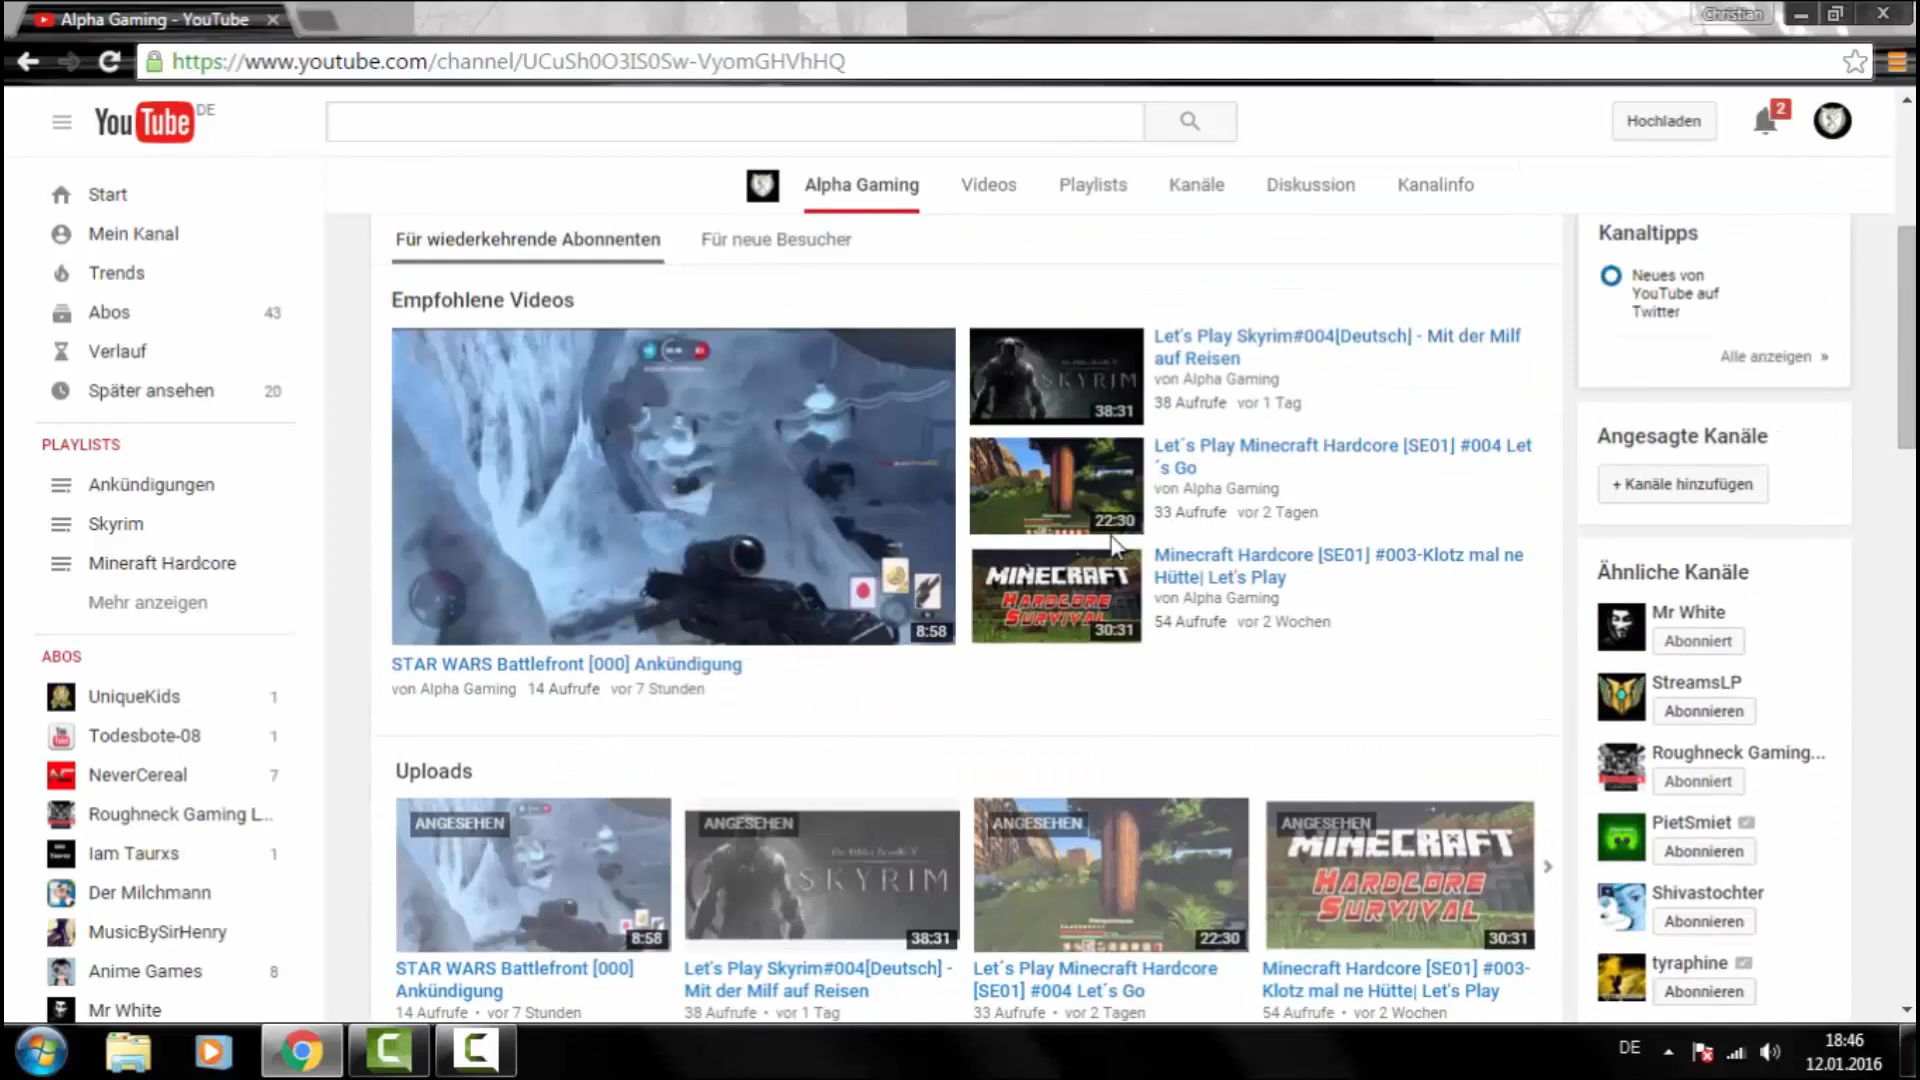 Alpha Gaming - YouTube
Christian
https://www.youtube.com/channel/UCuSh0O3IS0Sw-VyomGHVhHQ
YouTube DE
Hochladen
2
Alpha Gaming
Videos
Playlists
Kanäle
Diskussion
Kanalinfo
Start
Mein Kanal
Trends
Abos 43
Verlauf
Später ansehen 20
PLAYLISTS
Ankündigungen
Skyrim
Mineraft Hardcore
Mehr anzeigen
ABOS
UniqueKids 1
Todesbote-08 1
NeverCereal 7
Roughneck Gaming L...
Iam Taurxs 1
Der Milchmann
MusicBySirHenry
Anime Games 8
Mr White
Für wiederkehrende Abonnenten
Für neue Besucher
Empfohlene Videos
8:58
STAR WARS Battlefront [000] Ankündigung
von Alpha Gaming 14 Aufrufe vor 7 Stunden
SKYRIM
38:31
Let´s Play Skyrim#004[Deutsch] - Mit der Milf
auf Reisen
von Alpha Gaming
38 Aufrufe vor 1 Tag
22:30
Let´s Play Minecraft Hardcore [SE01] #004 Let
´s Go
von Alpha Gaming
33 Aufrufe vor 2 Tagen
MINECRAFT
HARDCORE
SURVIVAL
30:31
Minecraft Hardcore [SE01] #003-Klotz mal ne
Hütte| Let's Play
von Alpha Gaming
54 Aufrufe vor 2 Wochen
Uploads
ANGESEHEN
8:58
STAR WARS Battlefront [000]
Ankündigung
14 Aufrufe • vor 7 Stunden
ANGESEHEN
SKYRIM
38:31
Let's Play Skyrim#004[Deutsch] -
Mit der Milf auf Reisen
38 Aufrufe • vor 1 Tag
ANGESEHEN
22:30
Let´s Play Minecraft Hardcore
[SE01] #004 Let´s Go
33 Aufrufe • vor 2 Tagen
ANGESEHEN
MINECRAFT
HARDCORE
SURVIVAL
30:31
Minecraft Hardcore [SE01] #003-
Klotz mal ne Hütte| Let's Play
54 Aufrufe • vor 2 Wochen
Kanaltipps
Neues von
YouTube auf
Twitter
Alle anzeigen »
Angesagte Kanäle
+ Kanäle hinzufügen
Ähnliche Kanäle
Mr White
Abonniert
StreamsLP
Abonnieren
Roughneck Gaming...
Abonniert
PietSmiet
Abonnieren
Shivastochter
Abonnieren
tyraphine
Abonnieren
DE
18:46
12.01.2016